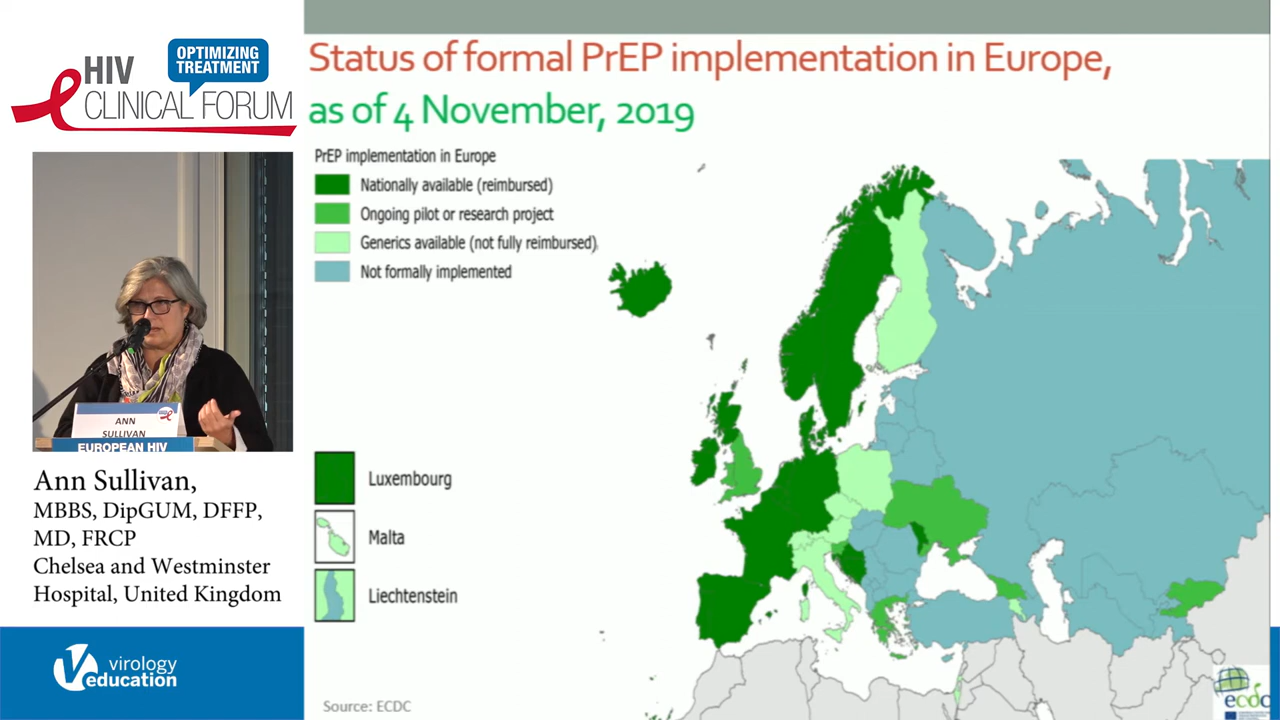 HIV
CLINICAL FORUM
OPTIMIZING
TREATMENT
ANN
SULLIVAN
EUROPEAN HIV
Ann Sullivan,
MBBS, DipGUM, DFFP,
MD, FRCP
Chelsea and Westminster
Hospital, United Kingdom
virology
education
Status of formal PrEP implementation in Europe,
as of 4 November, 2019
PrEP implementation in Europe
Nationally available (reimbursed)
Ongoing pilot or research project
Generics available (not fully reimbursed)
Not formally implemented
Luxembourg
Malta
Liechtenstein
Source: ECDC
ecdc